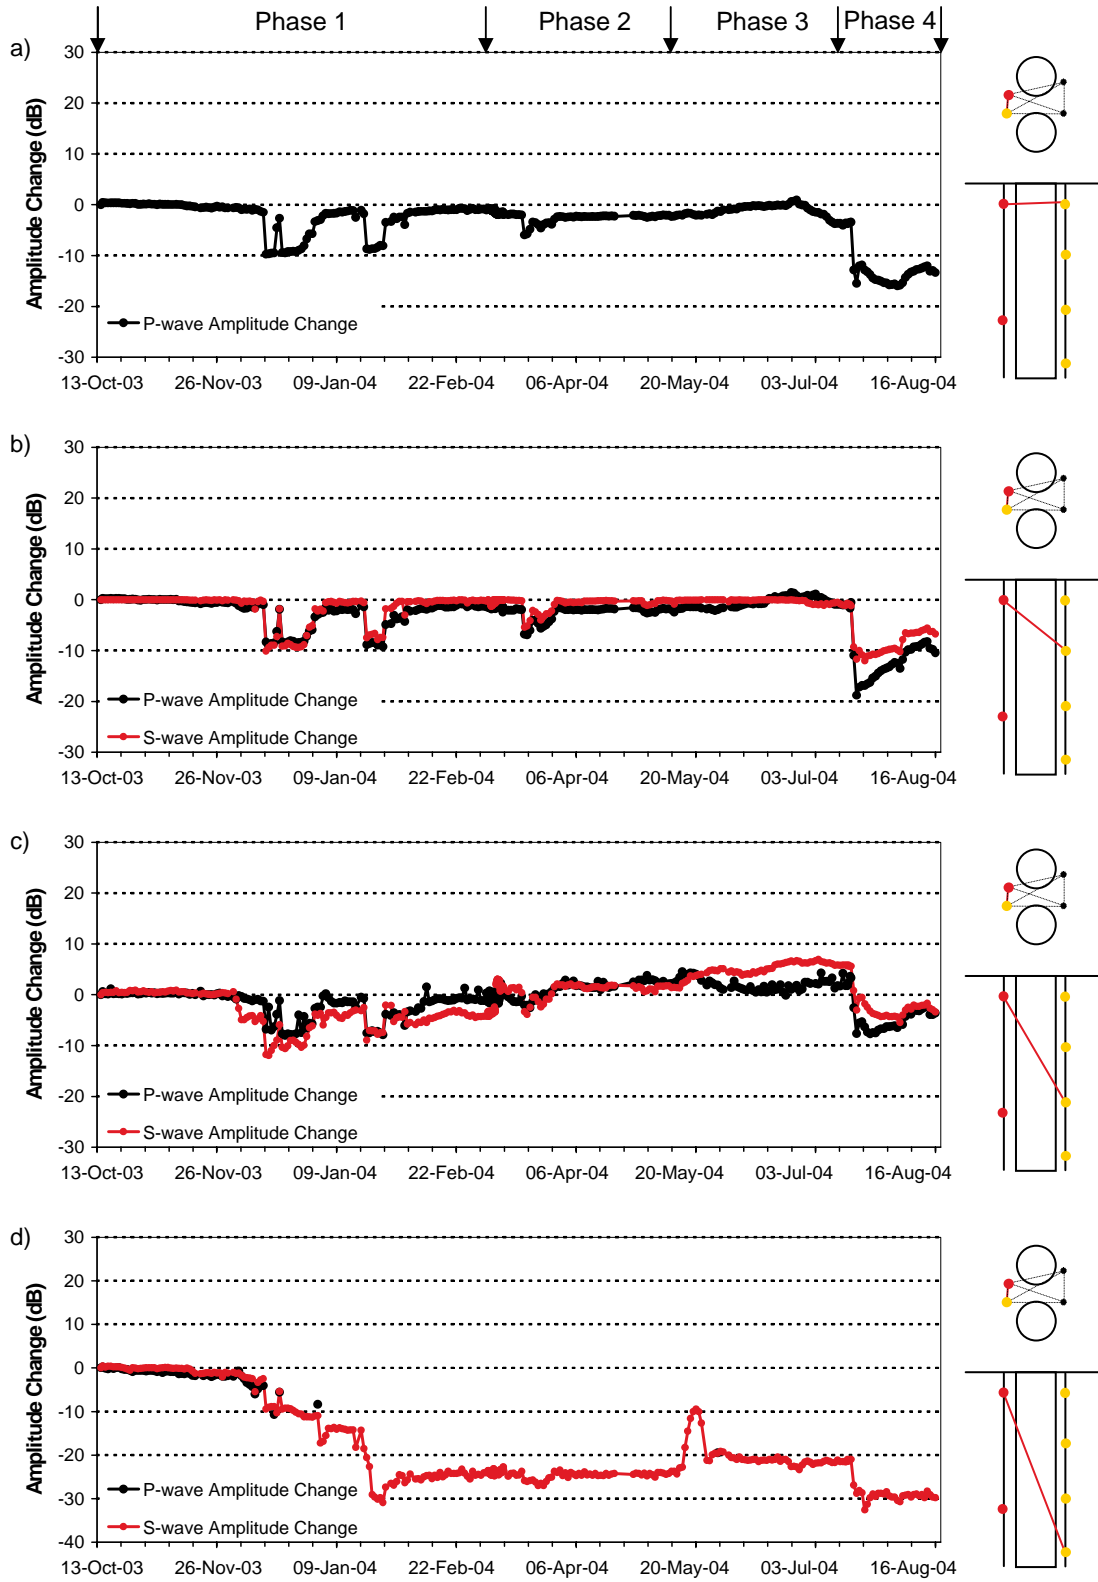 Phase 1 Phase 2 Phase 3 Phase 4
a)
30
20
10
0
-10
-20
-30
Amplitude Change (dB)
P-wave Amplitude Change
13-Oct-03 26-Nov-03 09-Jan-04 22-Feb-04 06-Apr-04 20-May-04 03-Jul-04 16-Aug-04
b)
30
20
10
0
-10
-20
-30
Amplitude Change (dB)
P-wave Amplitude Change
S-wave Amplitude Change
13-Oct-03 26-Nov-03 09-Jan-04 22-Feb-04 06-Apr-04 20-May-04 03-Jul-04 16-Aug-04
c)
30
20
10
0
-10
-20
-30
Amplitude Change (dB)
P-wave Amplitude Change
S-wave Amplitude Change
13-Oct-03 26-Nov-03 09-Jan-04 22-Feb-04 06-Apr-04 20-May-04 03-Jul-04 16-Aug-04
d)
30
20
10
0
-10
-20
-30
-40
Amplitude Change (dB)
P-wave Amplitude Change
S-wave Amplitude Change
13-Oct-03 26-Nov-03 09-Jan-04 22-Feb-04 06-Apr-04 20-May-04 03-Jul-04 16-Aug-04